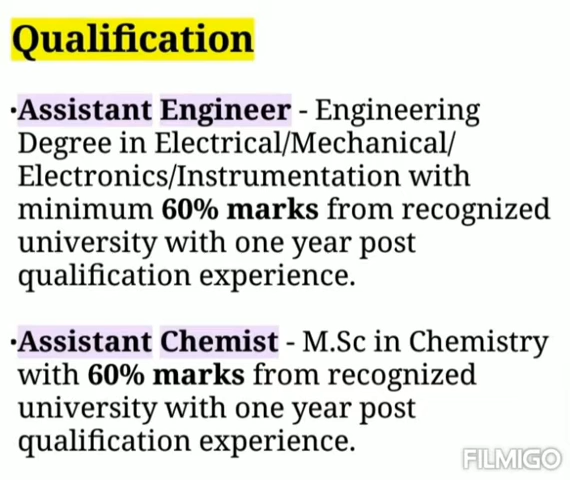 Qualification
•Assistant Engineer - Engineering
Degree in Electrical/Mechanical/
Electronics/Instrumentation with
minimum 60% marks from recognized
university with one year post
qualification experience.
•Assistant Chemist - M.Sc in Chemistry
with 60% marks from recognized
university with one year post
qualification experience.
FILMIGO